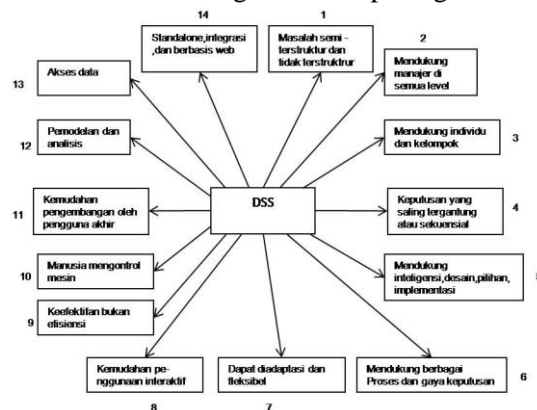 14
Standalone,integrasi
,dan berbasis web
1
Masalah semi -
terstruktur dan
tidak terstruktrur
2
Mendukung
manajer di
semua level
13
Akses data
Mendukung individu
dan kelompok
3
12
Pemodelan dan
analisis
DSS
11
Kemudahan
pengembangan oleh
pengguna akhir
Keputusan yang
saling tergantung
atau sekuensial
4
10
Manusia mengontrol
mesin
Mendukung
inteligensi,desain,pilihan,
implementasi
9
Keefektifan bukan
efisiensi
Kemudahan pe-
nggunaan interaktif
8
Dapat diadaptasi dan
fleksibel
7
Mendukung berbagai
Proses dan gaya keputusan
6